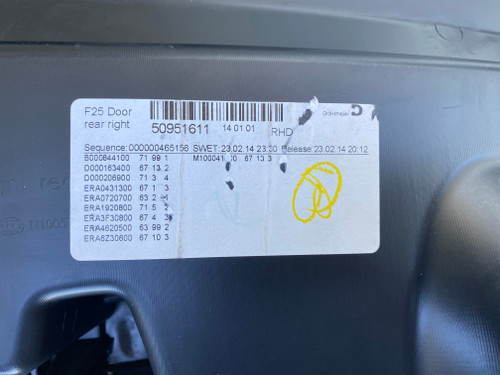 F25 Door
rear right 50951611 14 01 01 RHD
Dräxlmaier D
Sequence: 000000465156 SWET: 23.02.14 23:30 Release: 23.02.14 20:12
B000844100 71 99 1 67 13 3
D000163400 67 13 2
D000206900 71 3 4
ERA0431300 67 1 3
ERA0720700 63 2
ERA1920800 71 5 2
ERA3F30800 67 4 3
ERA4620500 63 99 2
ERA6Z30600 67 10 3